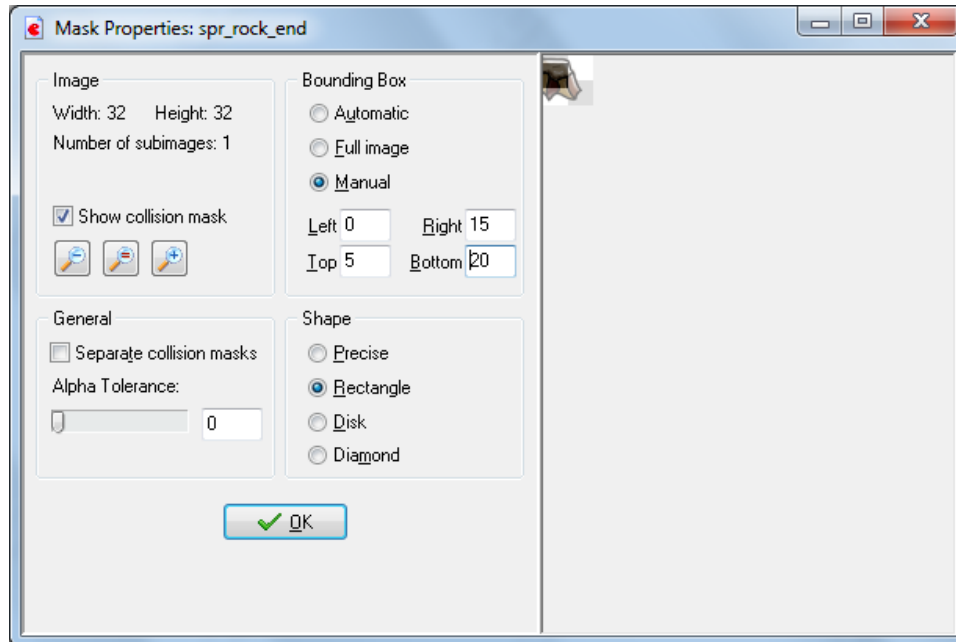 Mask Properties: spr_rock_end
Image
Width: 32 Height: 32
Number of subimages: 1
Show collision mask
Bounding Box
Automatic
Full image
Manual
Left 0 Right 15
Top 5 Bottom 20
General
Separate collision masks
Alpha Tolerance:
0
Shape
Precise
Rectangle
Disk
Diamond
OK